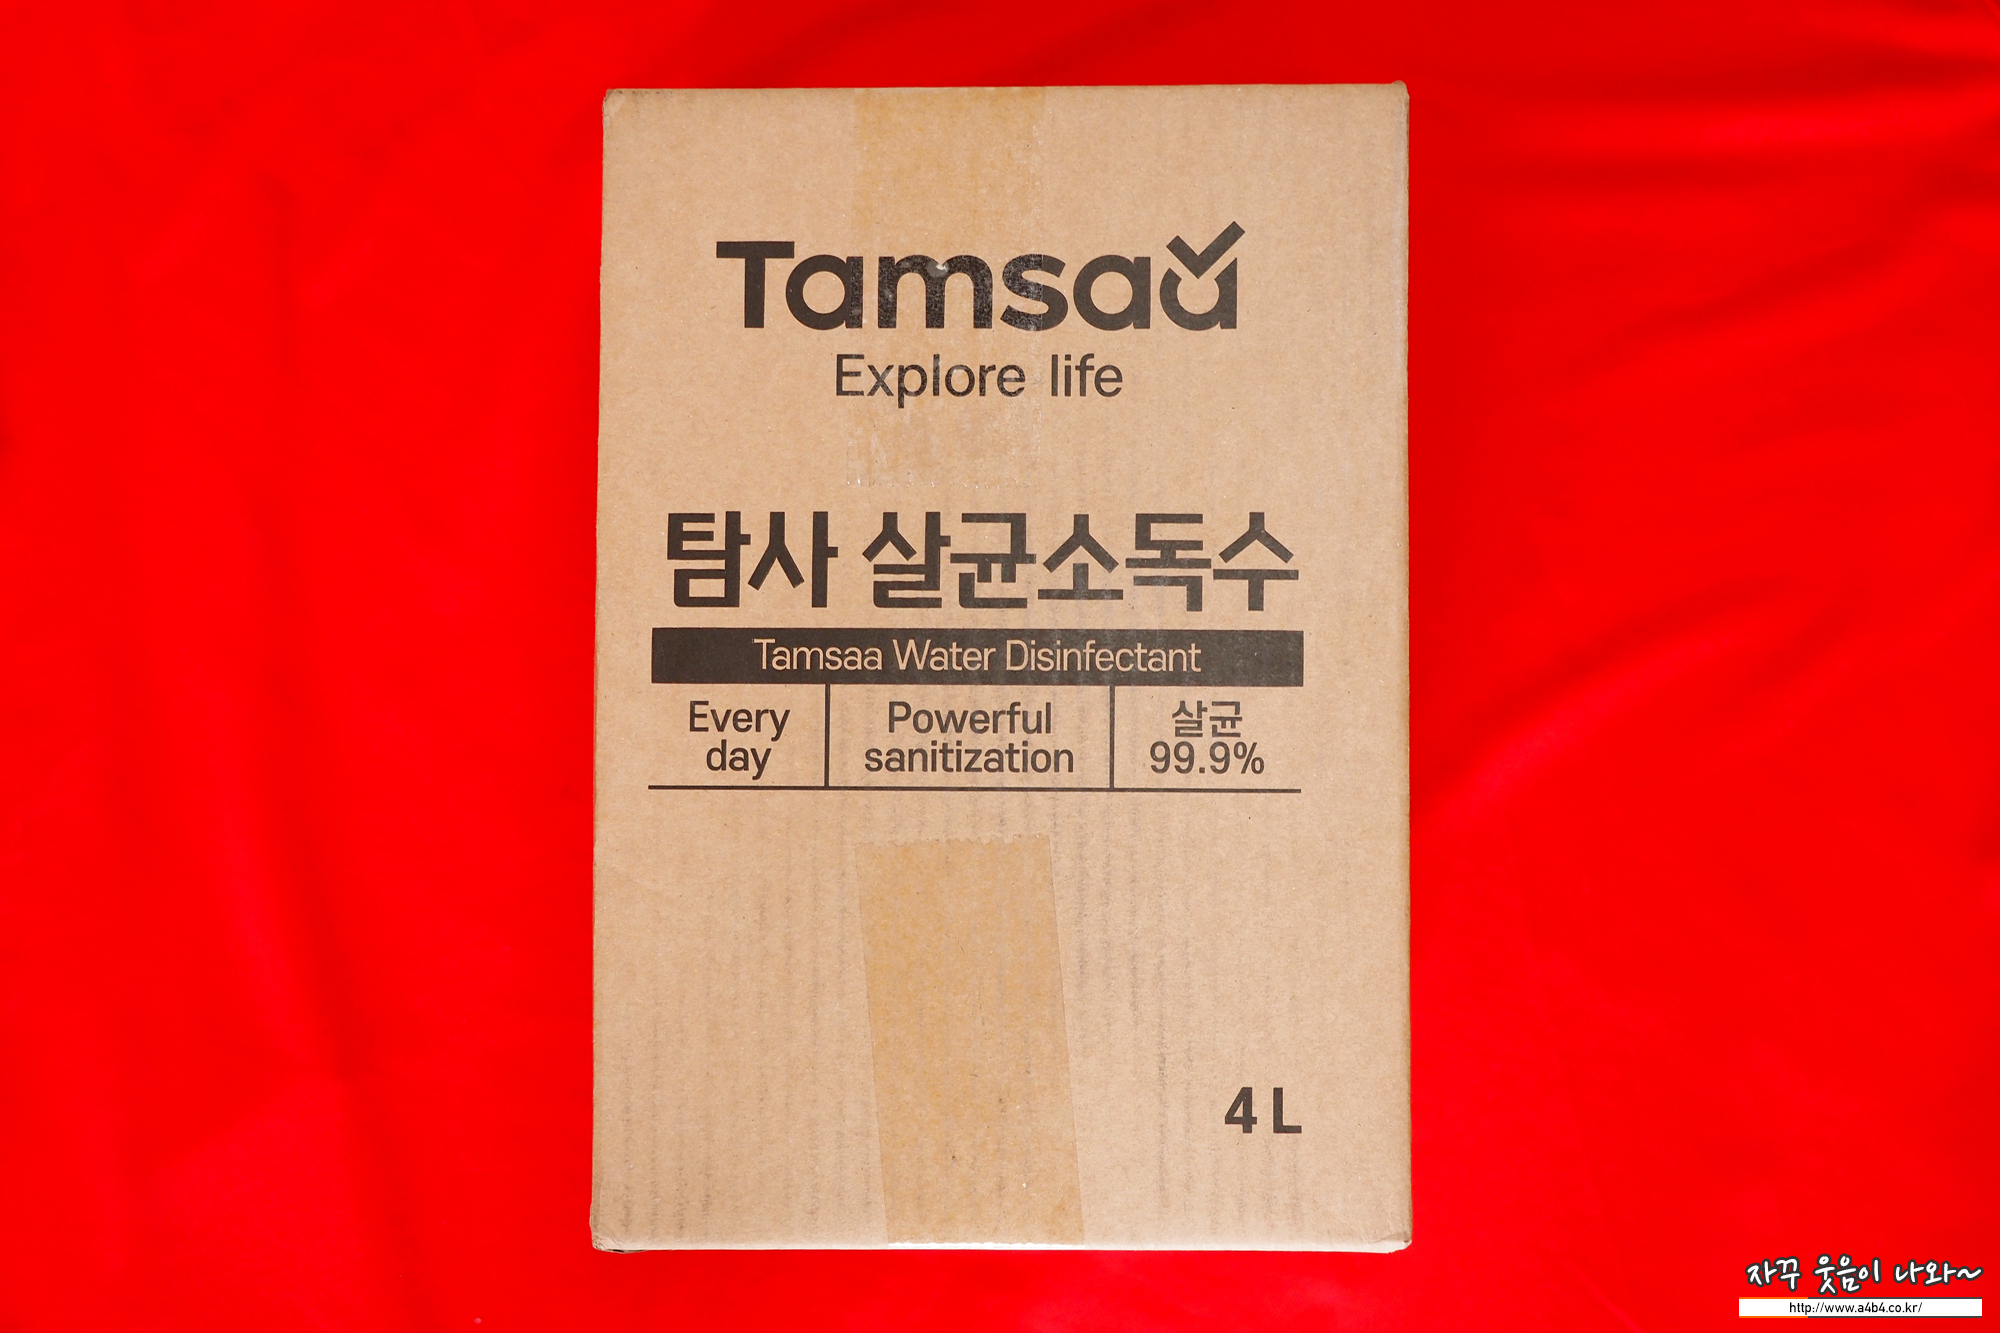 Tamsaa
Explore life
탐사 살균소독수
Tamsaa Water Disinfectant
Every
day
Powerful
sanitization
살균
99.9%
4 L
자꾸 웃음이 나와~
http://www.a4b4.co.kr/